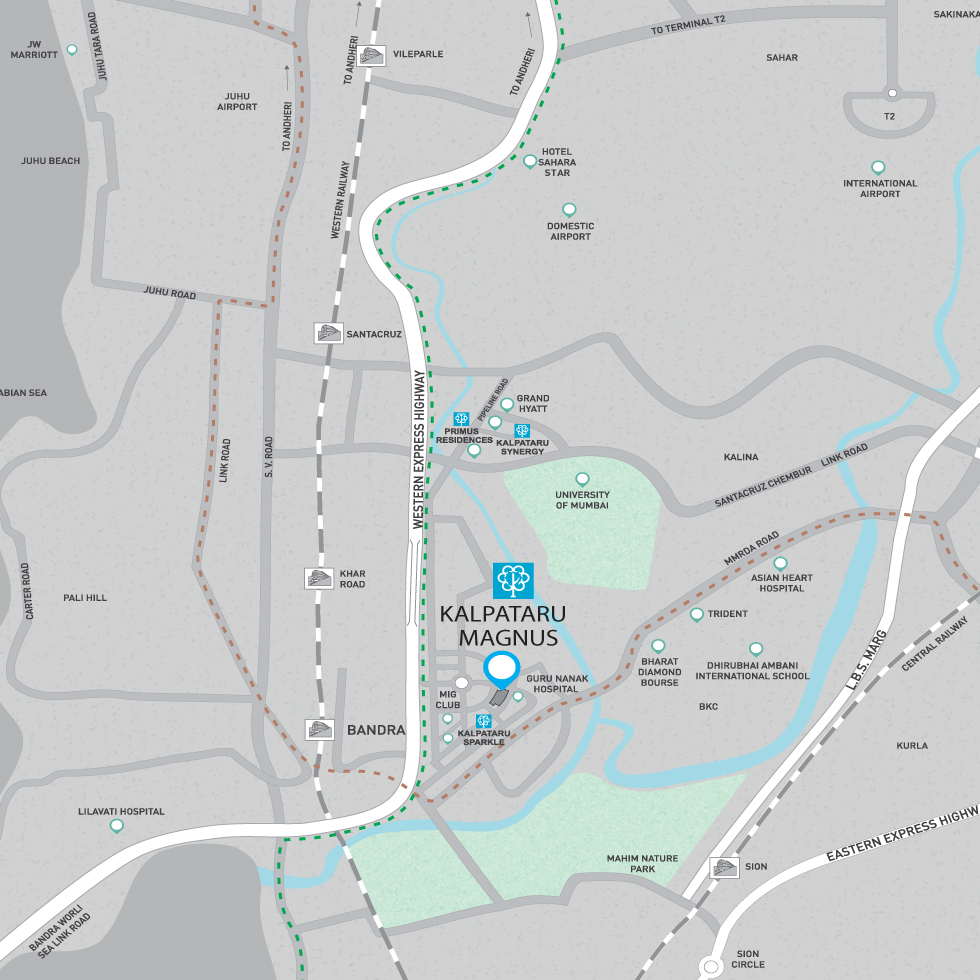 TO TERMINAL T2
SAKINAKA
JUHU TARA ROAD
JW
MARRIOTT
TO ANDHERI
VILEPARLE
TO ANDHERI
SAHAR
JUHU
AIRPORT
TO ANDHERI
T2
JUHU BEACH
HOTEL
SAHARA
STAR
INTERNATIONAL
AIRPORT
WESTERN RAILWAY
DOMESTIC
AIRPORT
JUHU ROAD
SANTACRUZ
ABIAN SEA
WESTERN EXPRESS HIGHWAY
PIPELINE ROAD
GRAND
HYATT
PRIMUS
RESIDENCES
KALPATARU
SYNERGY
LINK ROAD
S. V. ROAD
KALINA
SANTACRUZ CHEMBUR LINK ROAD
UNIVERSITY
OF MUMBAI
MMRDA ROAD
CARTER ROAD
KHAR
ROAD
PALI HILL
ASIAN HEART
HOSPITAL
KALPATARU
MAGNUS
TRIDENT
L.B.S. MARG
CENTRAL RAILWAY
BHARAT
DIAMOND
BOURSE
DHIRUBHAI AMBANI
INTERNATIONAL SCHOOL
GURU NANAK
HOSPITAL
MIG
CLUB
BKC
BANDRA
KALPATARU
SPARKLE
KURLA
LILAVATI HOSPITAL
EASTERN EXPRESS HIGHW
MAHIM NATURE
PARK
SION
BANDRA WORLI
SEA LINK ROAD
SION
CIRCLE